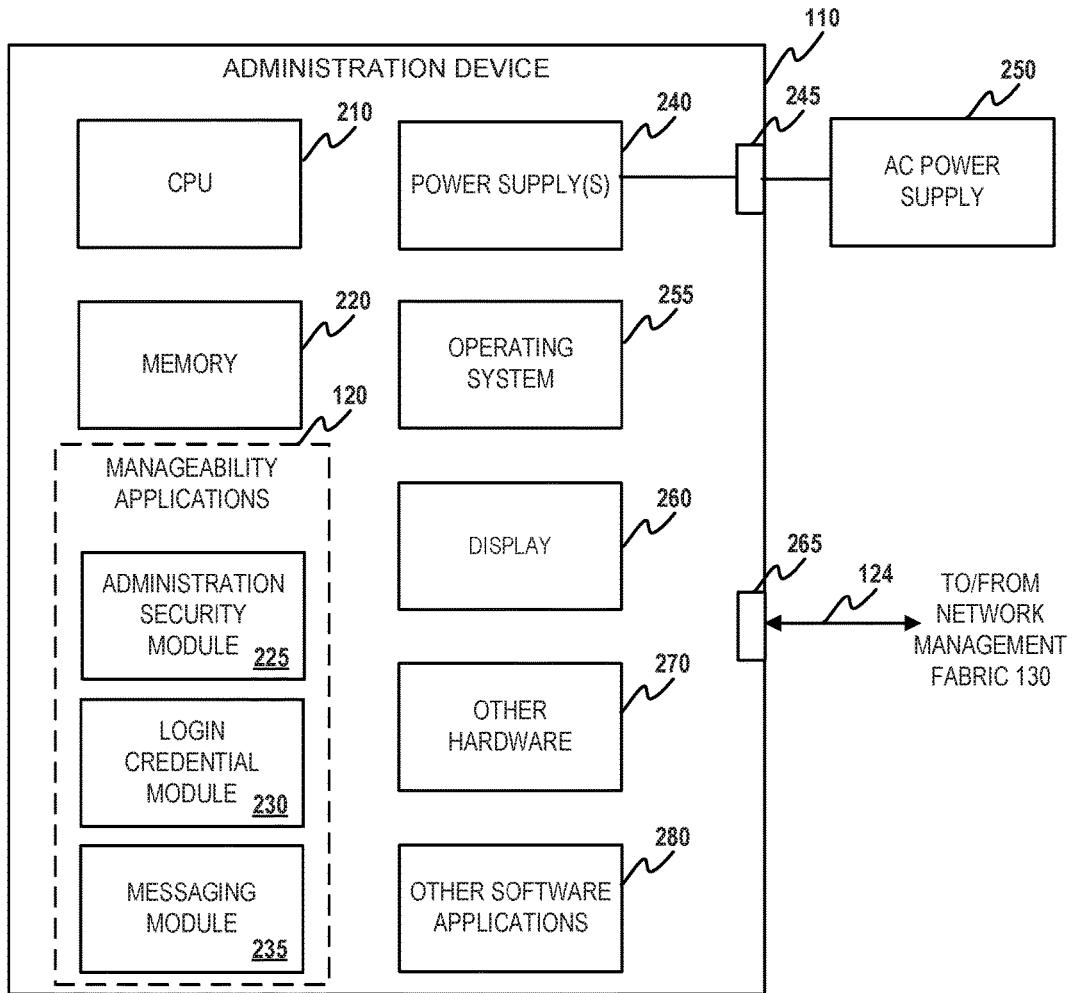 110
ADMINISTRATION DEVICE
210
CPU
240
POWER SUPPLY(S)
245
250
AC POWER
SUPPLY
220
MEMORY
255
OPERATING
SYSTEM
120
MANAGEABILITY
APPLICATIONS
ADMINISTRATION
SECURITY
MODULE
225
LOGIN
CREDENTIAL
MODULE
230
MESSAGING
MODULE
235
260
DISPLAY
265
124
TO/FROM
NETWORK
MANAGEMENT
FABRIC 130
270
OTHER
HARDWARE
280
OTHER SOFTWARE
APPLICATIONS